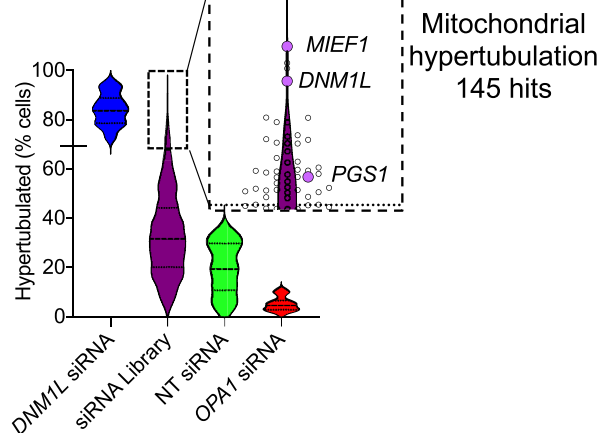 Mitochondrial
hypertubulation
145 hits
MIEF1
DNM1L
PGS1
Hypertubulated (% cells)
100
80
60
40
20
0
DNM1L siRNA
siRNA Library
NT siRNA
OPA1 siRNA